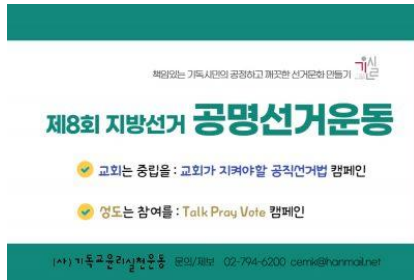 책임있는 기독시민의 공정하고 깨끗한 선거문화 만들기
기윤실
제8회 지방선거 공명선거운동
교회는 중립을 : 교회가 지켜야할 공직선거법 캠페인
성도는 참여를 : Talk Pray Vote 캠페인
(사)기독교윤리실천운동 문의/제보 02-794-6200 cemk@hanmail.net